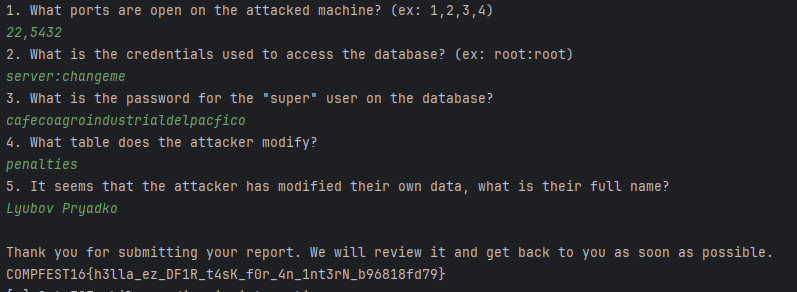 1. What ports are open on the attacked machine? (ex: 1,2,3,4)
22,5432
2. What is the credentials used to access the database? (ex: root:root)
server:changeme
3. What is the password for the "super" user on the database?
cafecoagroindustrialdelpacfico
4. What table does the attacker modify?
penalties
5. It seems that the attacker has modified their own data, what is their full name?
Lyubov Pryadko
Thank you for submitting your report. We will review it and get back to you as soon as possible.
COMPFEST16{h3lla_ez_DF1R_t4sK_f0r_4n_1nt3rN_b96818fd79}